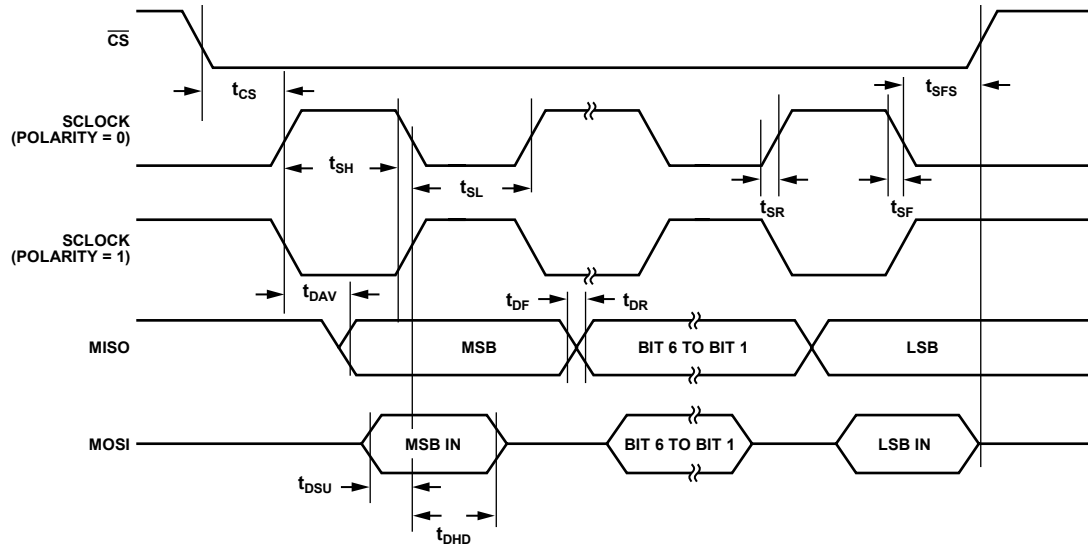 CS
tCS
tSFS
SCLOCK
(POLARITY = 0)
tSH
tSL
tSR
tSF
SCLOCK
(POLARITY = 1)
tDAV
tDF
tDR
MISO
MSB
BIT 6 TO BIT 1
LSB
MOSI
MSB IN
BIT 6 TO BIT 1
LSB IN
tDSU
tDHD